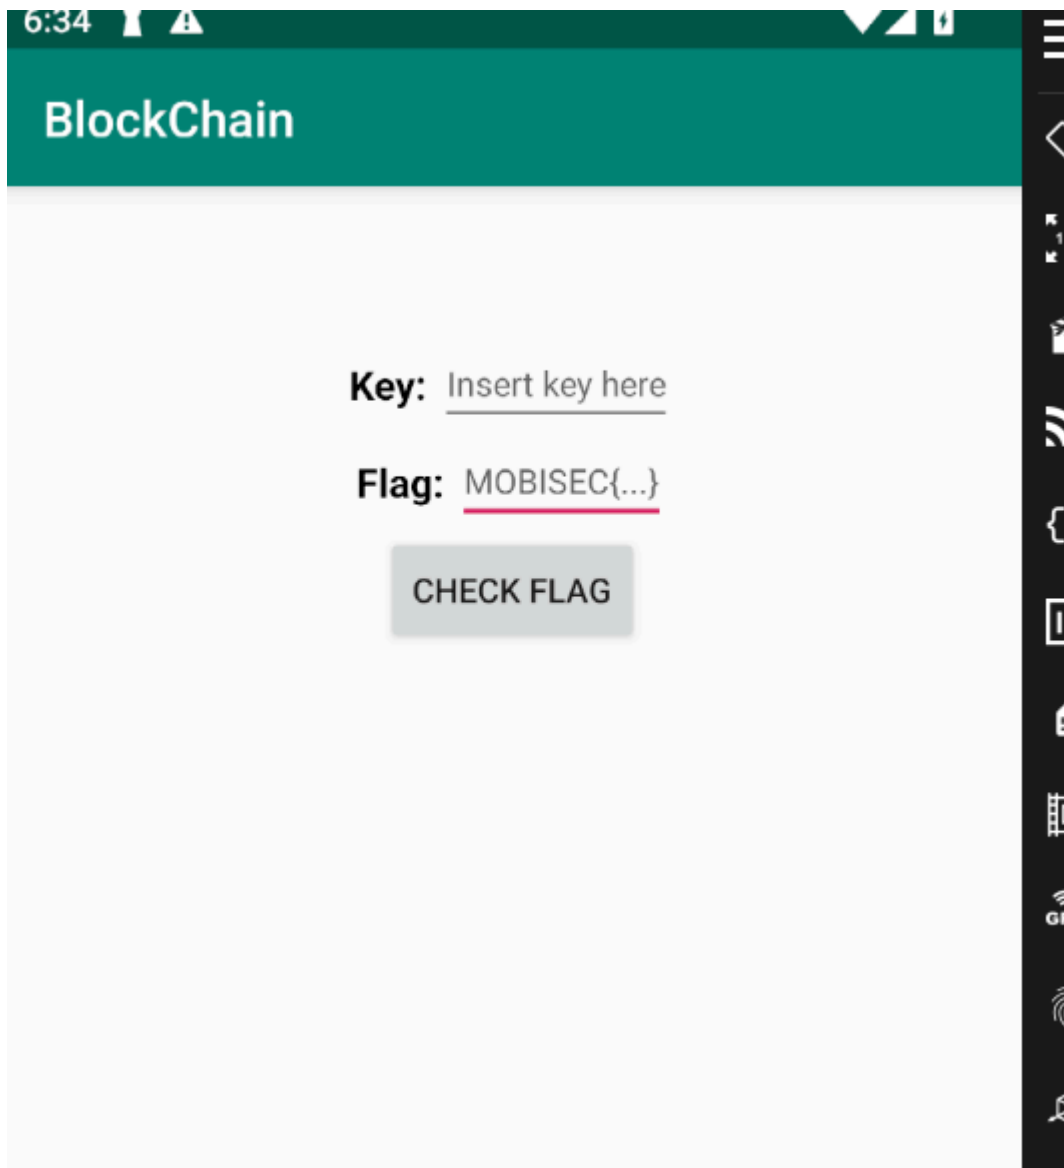 6:34
BlockChain
Key: Insert key here
Flag: MOBISEC{...}
CHECK FLAG